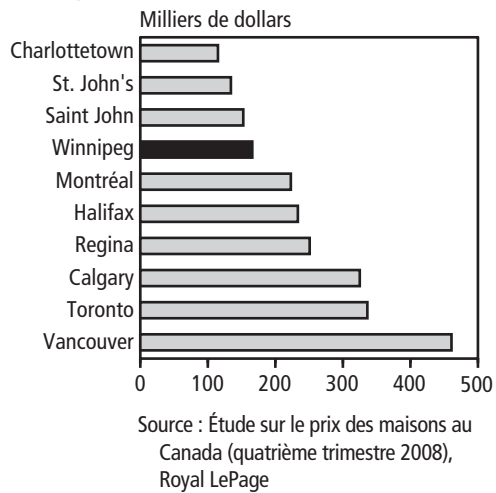 Milliers de dollars
Charlottetown
St. John's
Saint John
Winnipeg
Montréal
Halifax
Regina
Calgary
Toronto
Vancouver
0 100 200 300 400 500
Source : Étude sur le prix des maisons au
Canada (quatrième trimestre 2008),
Royal LePage